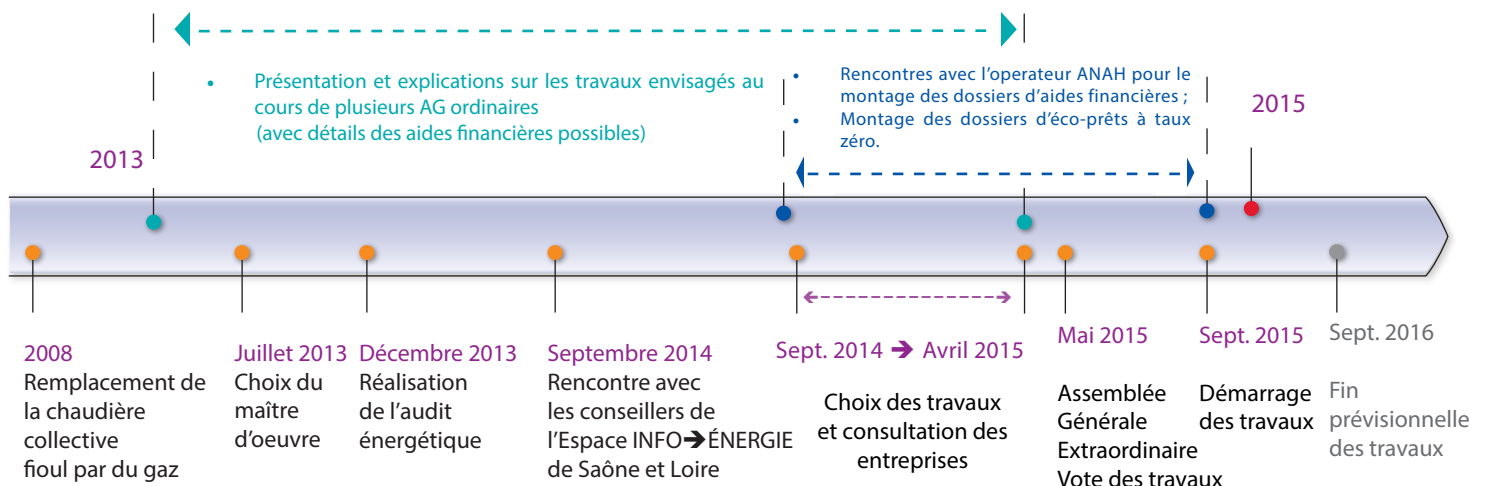 • Présentation et explications sur les travaux envisagés au
cours de plusieurs AG ordinaires
(avec détails des aides financières possibles)
• Rencontres avec l'operateur ANAH pour le
montage des dossiers d'aides financières ;
• Montage des dossiers d'éco-prêts à taux
zéro.
2013
2015
2008
Remplacement de
la chaudière
collective
fioul par du gaz
Juillet 2013
Choix du
maître
d'oeuvre
Décembre 2013
Réalisation
de l'audit
énergétique
Septembre 2014
Rencontre avec
les conseillers de
l'Espace INFO➔ÉNERGIE
de Saône et Loire
Sept. 2014 ➔ Avril 2015
Choix des travaux
et consultation des
entreprises
Mai 2015
Assemblée
Générale
Extraordinaire
Vote des travaux
Sept. 2015
Démarrage
des travaux
Sept. 2016
Fin
prévisionnelle
des travaux